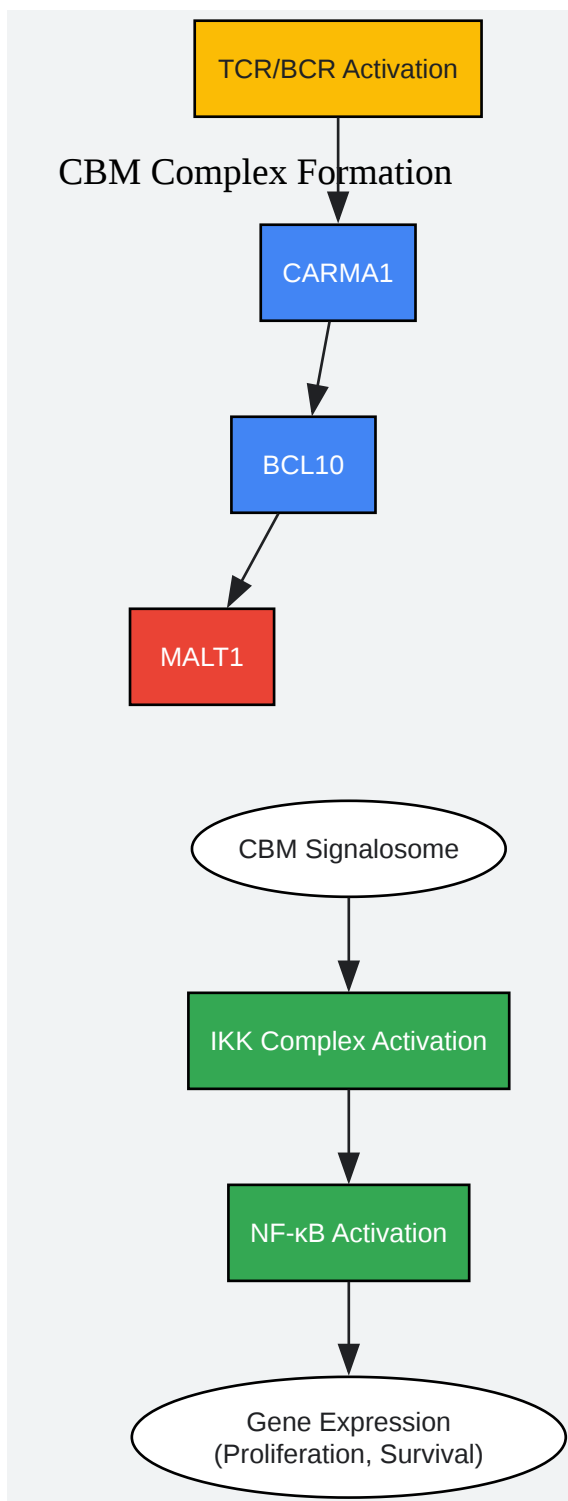 TCR/BCR Activation
CBM Complex Formation
CARMA1
BCL10
MALT1
CBM Signalosome
IKK Complex Activation
NF-κB Activation
Gene Expression
(Proliferation, Survival)